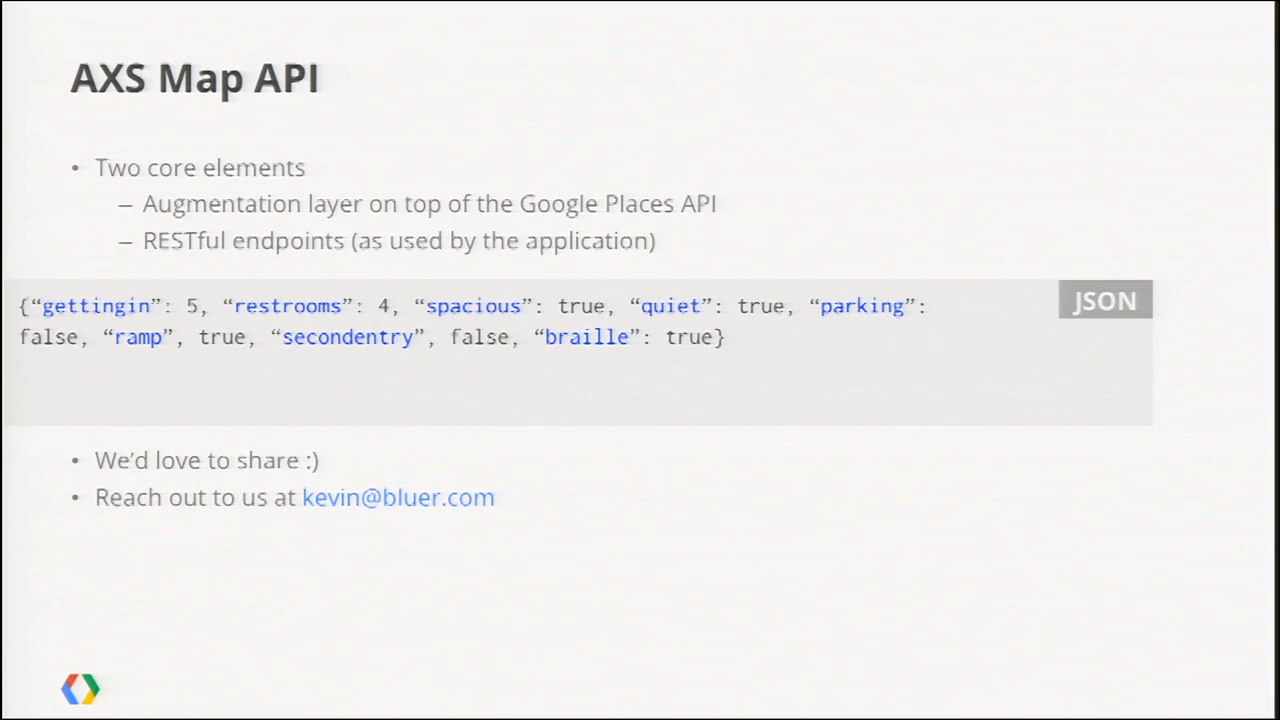 AXS Map API
• Two core elements
– Augmentation layer on top of the Google Places API
– RESTful endpoints (as used by the application)
JSON
{“gettingin”: 5, “restrooms”: 4, “spacious”: true, “quiet”: true, “parking”:
false, “ramp”, true, “secondentry”, false, “braille”: true}
• We’d love to share :)
• Reach out to us at kevin@bluer.com